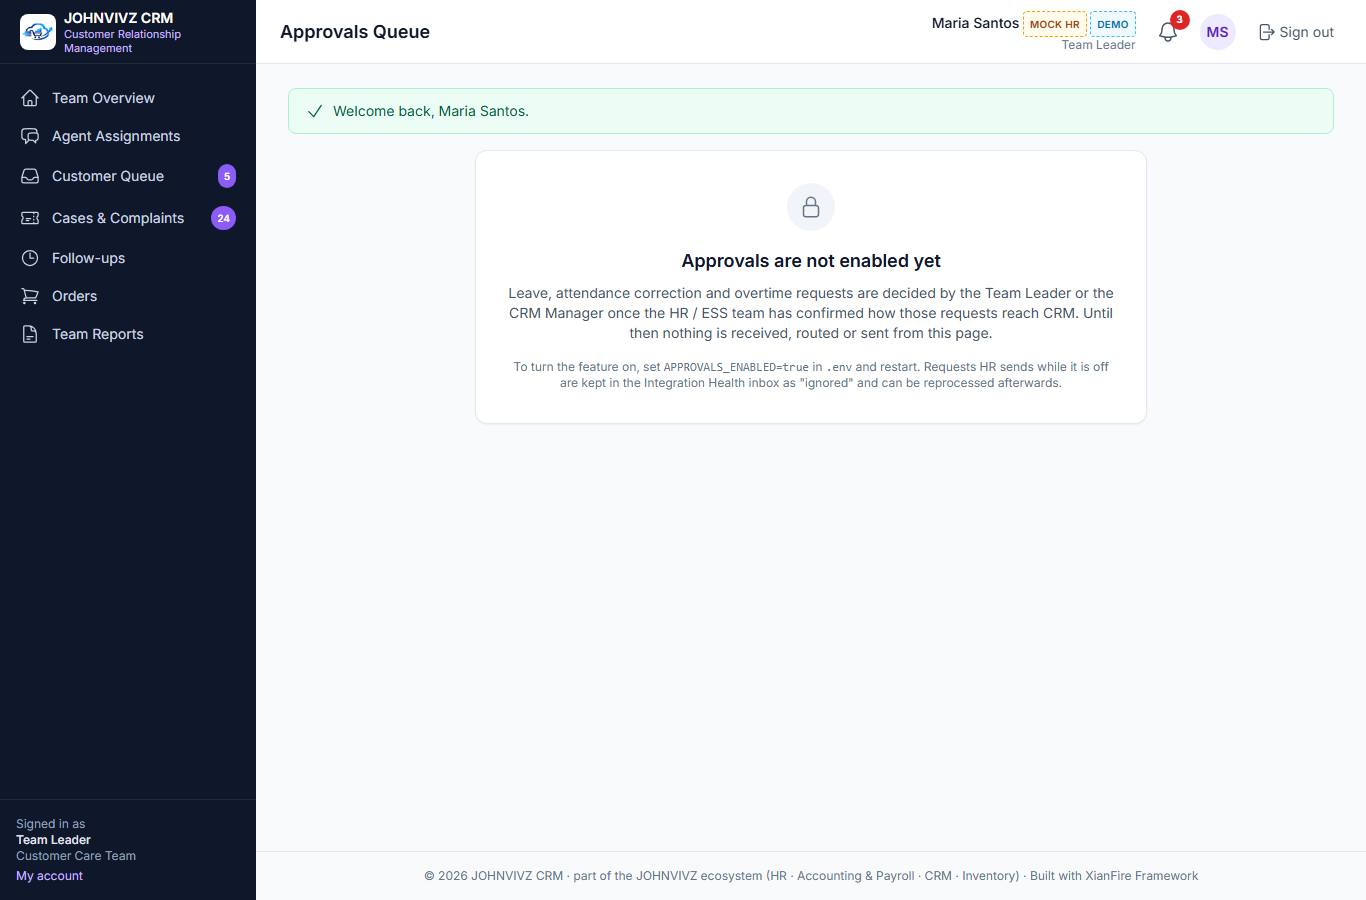 JOHNVIVZ CRM
Customer Relationship
Management
Team Overview
Agent Assignments
Customer Queue 5
Cases & Complaints 24
Follow-ups
Orders
Team Reports
Signed in as
Team Leader
Customer Care Team
My account
Approvals Queue
Maria Santos MOCK HR DEMO
Team Leader
3
MS
Sign out
Welcome back, Maria Santos.
Approvals are not enabled yet
Leave, attendance correction and overtime requests are decided by the Team Leader or the
CRM Manager once the HR / ESS team has confirmed how those requests reach CRM. Until
then nothing is received, routed or sent from this page.
To turn the feature on, set APPROVALS_ENABLED=true in .env and restart. Requests HR sends while it is off
are kept in the Integration Health inbox as "ignored" and can be reprocessed afterwards.
© 2026 JOHNVIVZ CRM · part of the JOHNVIVZ ecosystem (HR · Accounting & Payroll · CRM · Inventory) · Built with XianFire Framework